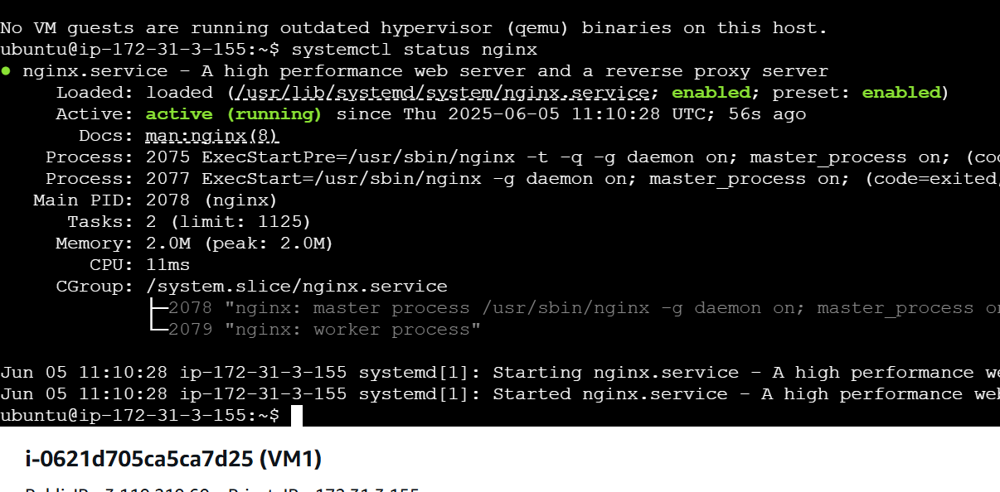 No VM guests are running outdated hypervisor (qemu) binaries on this host.
ubuntu@ip-172-31-3-155:~$ systemctl status nginx
● nginx.service - A high performance web server and a reverse proxy server
Loaded: loaded (/usr/lib/systemd/system/nginx.service; enabled; preset: enabled)
Active: active (running) since Thu 2025-06-05 11:10:28 UTC; 56s ago
Docs: man:nginx(8)
Process: 2075 ExecStartPre=/usr/sbin/nginx -t -q -g daemon on; master_process on; (co
Process: 2077 ExecStart=/usr/sbin/nginx -g daemon on; master_process on; (code=exited,
Main PID: 2078 (nginx)
Tasks: 2 (limit: 1125)
Memory: 2.0M (peak: 2.0M)
CPU: 11ms
CGroup: /system.slice/nginx.service
├─2078 "nginx: master process /usr/sbin/nginx -g daemon on; master_process on
└─2079 "nginx: worker process"
Jun 05 11:10:28 ip-172-31-3-155 systemd[1]: Starting nginx.service - A high performance we
Jun 05 11:10:28 ip-172-31-3-155 systemd[1]: Started nginx.service - A high performance web
ubuntu@ip-172-31-3-155:~$
i-0621d705ca5ca7d25 (VM1)